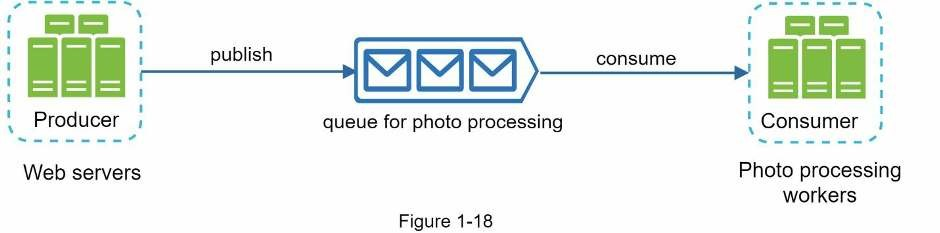 publish
consume
Producer
queue for photo processing
Consumer
Web servers
Photo processing
workers
Figure 1-18